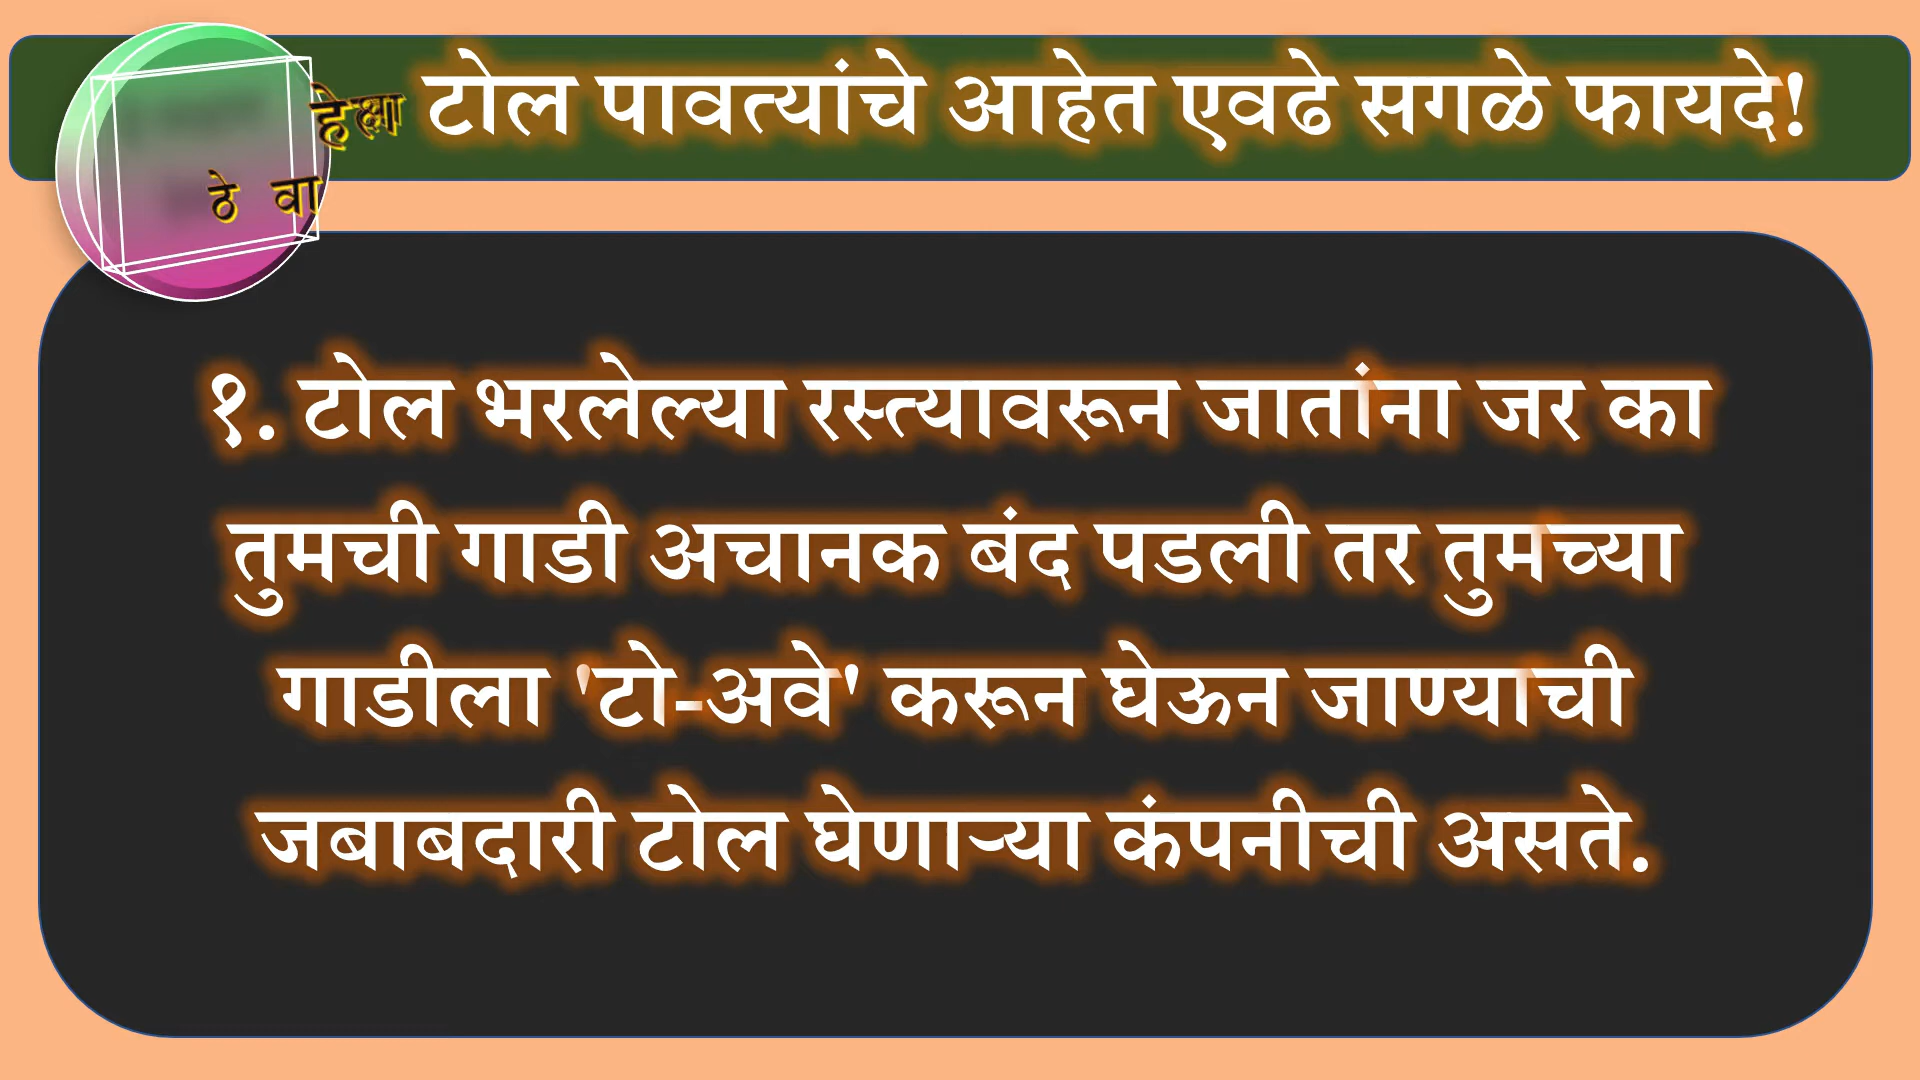 टोल पावत्यांचे आहेत एवढे सगळे फायदे!
ठे वा
१. टोल भरलेल्या रस्त्यावरून जातांना जर का
तुमची गाडी अचानक बंद पडली तर तुमच्या
गाडीला 'टो-अवे' करून घेऊन जाण्याची
जबाबदारी टोल घेणाऱ्या कंपनीची असते.